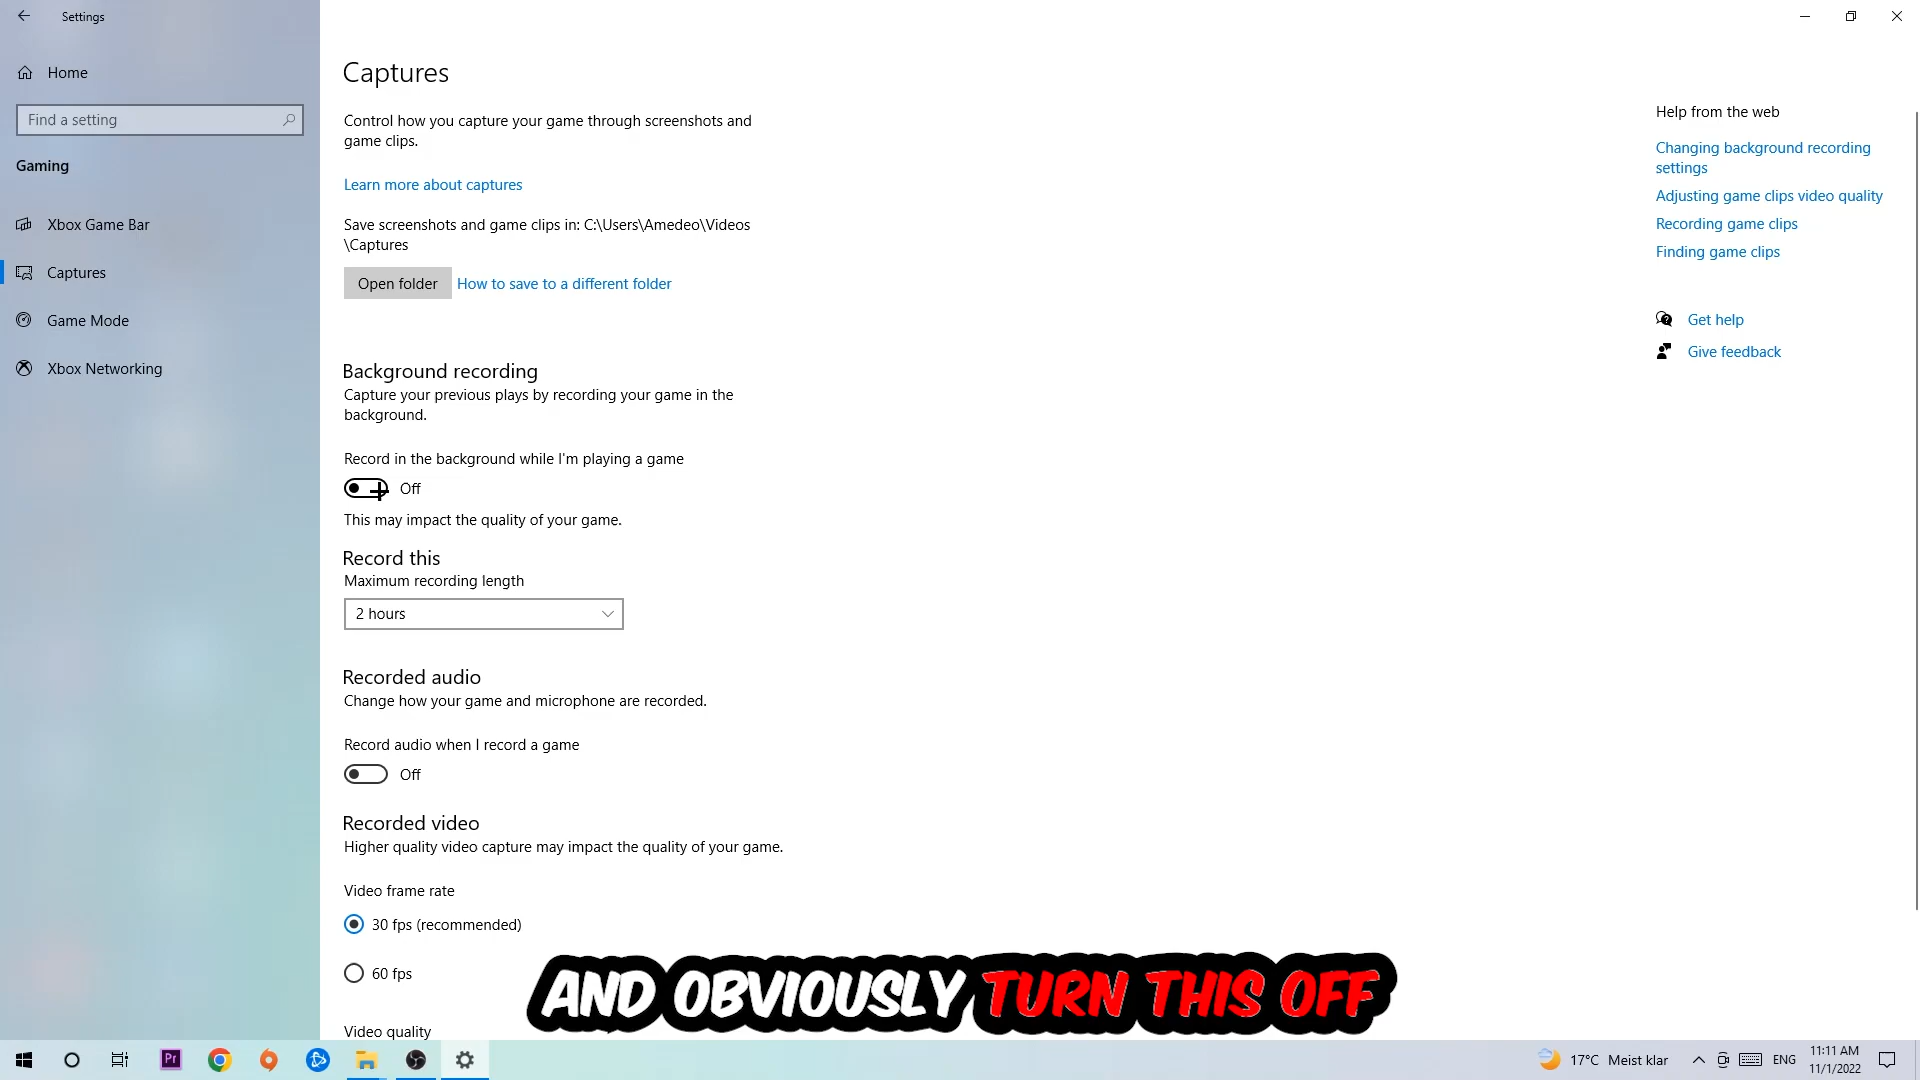 Settings
Home
Find a setting
Gaming
Xbox Game Bar
Captures
Game Mode
Xbox Networking
Captures
Control how you capture your game through screenshots and
game clips.
Learn more about captures
Save screenshots and game clips in: C:\Users\Amedeo\Videos
\Captures
Open folder How to save to a different folder
Background recording
Capture your previous plays by recording your game in the
background.
Record in the background while I'm playing a game
Off
This may impact the quality of your game.
Record this
Maximum recording length
2 hours
Recorded audio
Change how your game and microphone are recorded.
Record audio when I record a game
Off
Recorded video
Higher quality video capture may impact the quality of your game.
Video frame rate
30 fps (recommended)
60 fps
Video quality
Help from the web
Changing background recording
settings
Adjusting game clips video quality
Recording game clips
Finding game clips
Get help
Give feedback
AND OBVIOUSLY TURN THIS OFF
Pr
17°C Meist klar
ENG
11:11 AM
11/1/2022